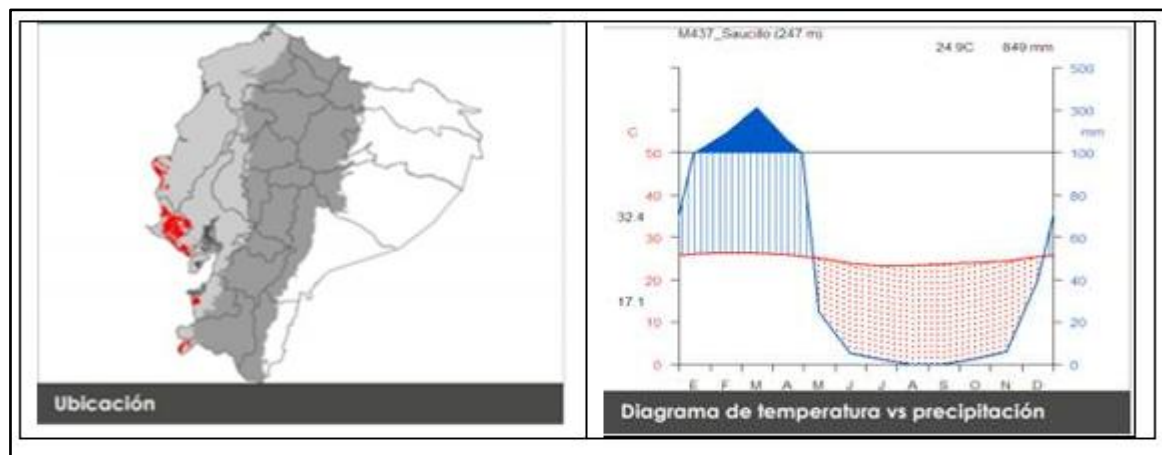 M437_Saucillo (247 m)
24.9C 849 mm
500
300
C
mm
50
100
40
80
32.4
30
60
20
40
17.1
10
20
0
0
E F M A M J J A S O N D
Ubicación
Diagrama de temperatura vs precipitación